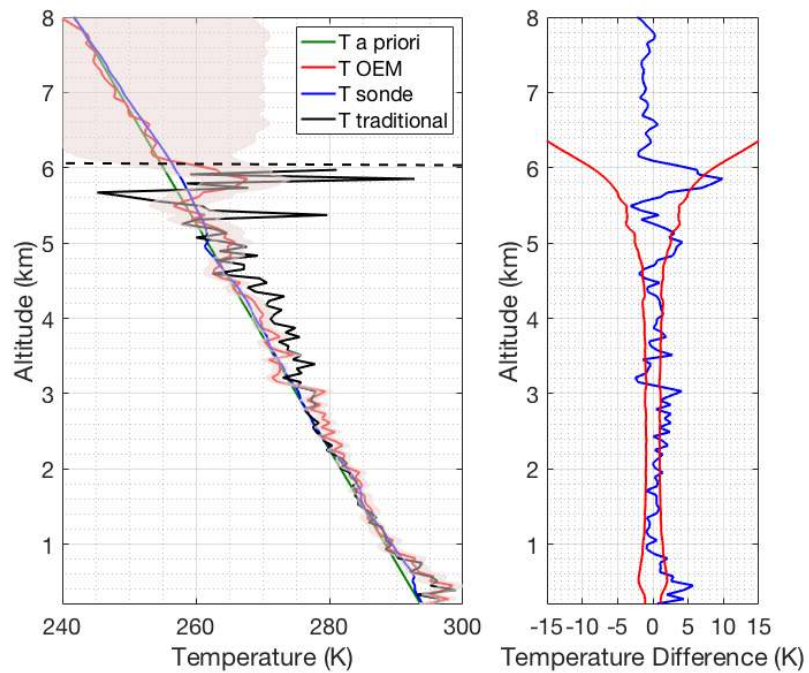 8
7
6
5
4
3
2
1
Altitude (km)
240
260
280
300
Temperature (K)
T a priori
T OEM
T sonde
T traditional
8
7
6
5
4
3
2
1
Altitude (km)
-15 -10 -5 0 5 10 15
Temperature Difference (K)